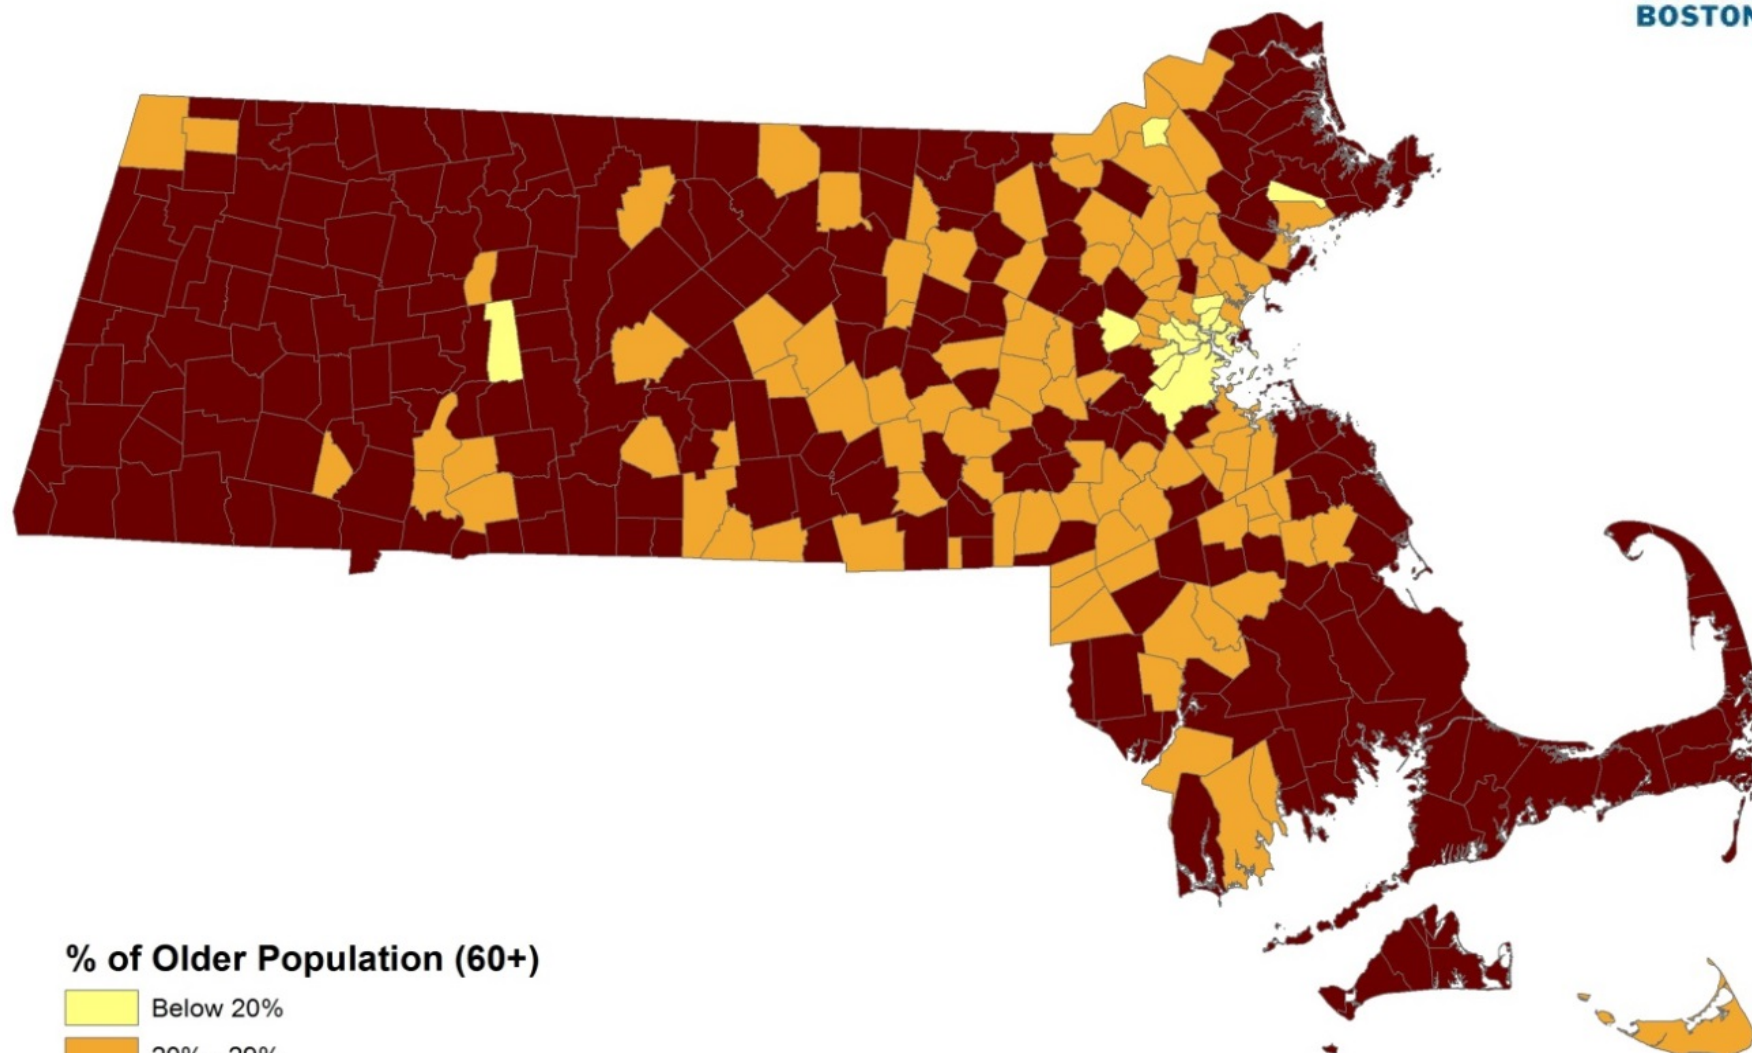 BOSTON
% of Older Population (60+)
Below 20%